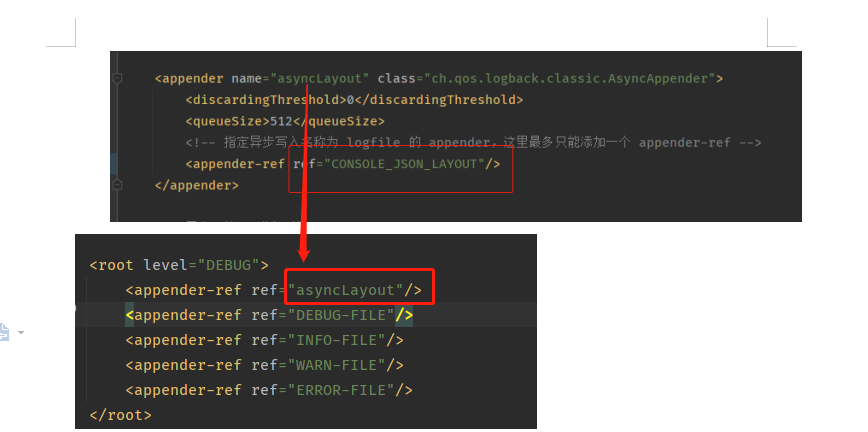 <appender name="asyncLayout" class="ch.qos.logback.classic.AsyncAppender">
<discardingThreshold>0</discardingThreshold>
<queueSize>512</queueSize>
<!-- 指定异步写入名称为 logfile 的 appender，这里最多只能添加一个 appender-ref -->
<appender-ref ref="CONSOLE_JSON_LAYOUT"/>
</appender>
<root level="DEBUG">
<appender-ref ref="asyncLayout"/>
<appender-ref ref="DEBUG-FILE"/>
<appender-ref ref="INFO-FILE"/>
<appender-ref ref="WARN-FILE"/>
<appender-ref ref="ERROR-FILE"/>
</root>